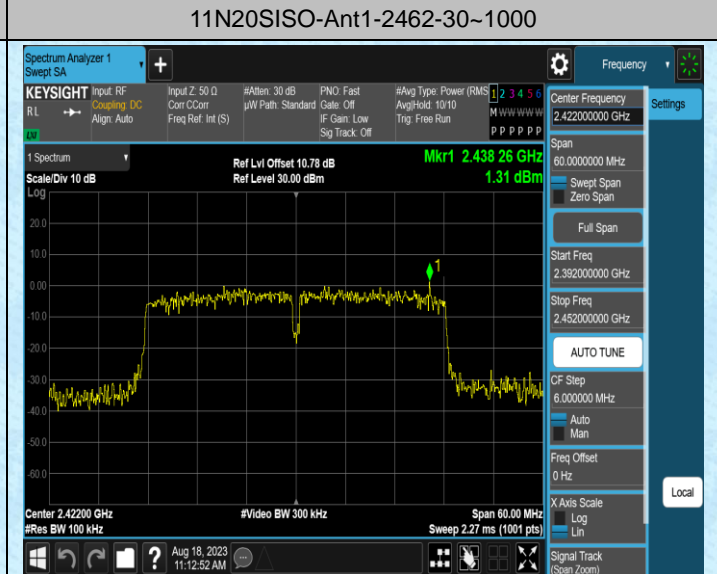 11N20SISO-Ant1-2462-30~1000
Spectrum Analyzer 1
Swept SA
Frequency
KEYSIGHT
RL
LXI
Input: RF
Coupling: DC
Align: Auto
Input Z: 50 Ω
Corr CCorr
Freq Ref: Int (S)
#Atten: 30 dB
µW Path: Standard
PNO: Fast
Gate: Off
IF Gain: Low
Sig Track: Off
#Avg Type: Power (RMS
Avg|Hold: 10/10
Trig: Free Run
1 2 3 4 5 6
M W W W W W
P P P P P P
1 Spectrum
Scale/Div 10 dB
Log
Ref Lvl Offset 10.78 dB
Ref Level 30.00 dBm
Mkr1 2.438 26 GHz
1.31 dBm
20.0
10.0
0.00
-10.0
-20.0
-30.0
-40.0
-50.0
-60.0
1
Center 2.42200 GHz
#Res BW 100 kHz
#Video BW 300 kHz
Span 60.00 MHz
Sweep 2.27 ms (1001 pts)
Aug 18, 2023
11:12:52 AM
Center Frequency
2.422000000 GHz
Settings
Span
60.0000000 MHz
Swept Span
Zero Span
Full Span
Start Freq
2.392000000 GHz
Stop Freq
2.452000000 GHz
AUTO TUNE
CF Step
6.000000 MHz
Auto
Man
Freq Offset
0 Hz
X Axis Scale
Log
Lin
Local
Signal Track
(Span Zoom)